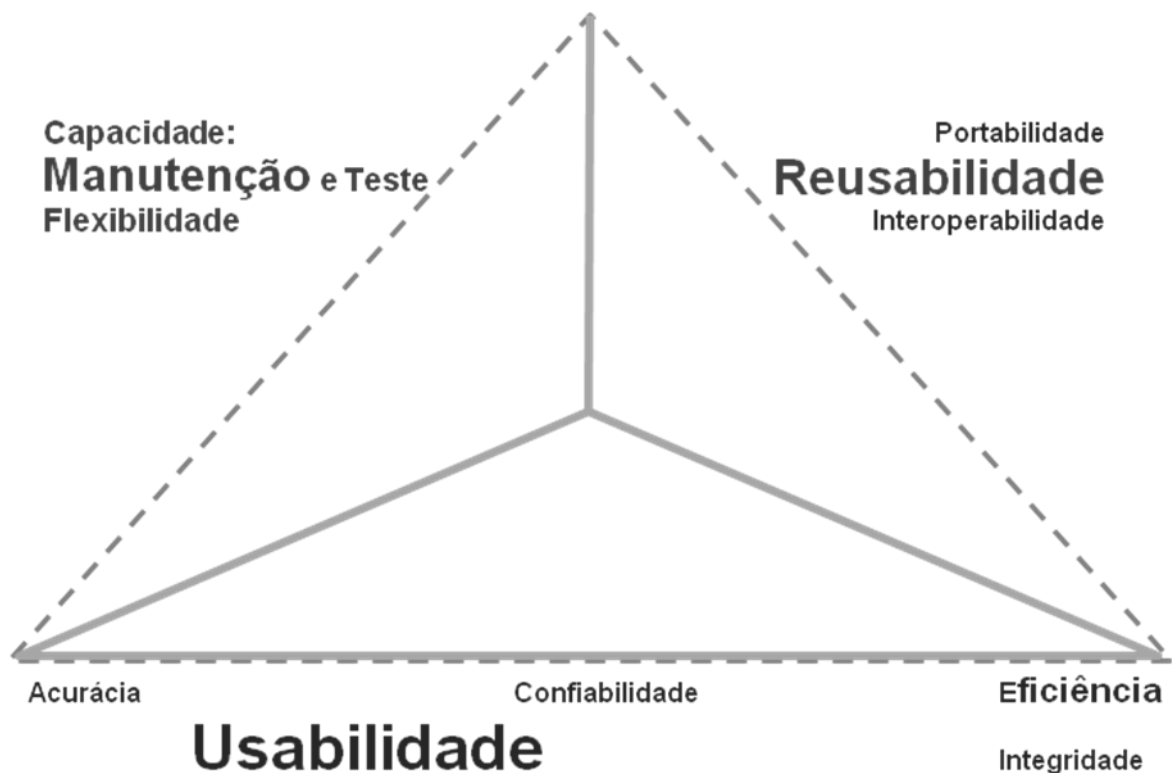 Capacidade:
Manutenção e Teste
Flexibilidade
Portabilidade
Reusabilidade
Interoperabilidade
Acurácia
Confiabilidade
Eficiência
Usabilidade
Integridade